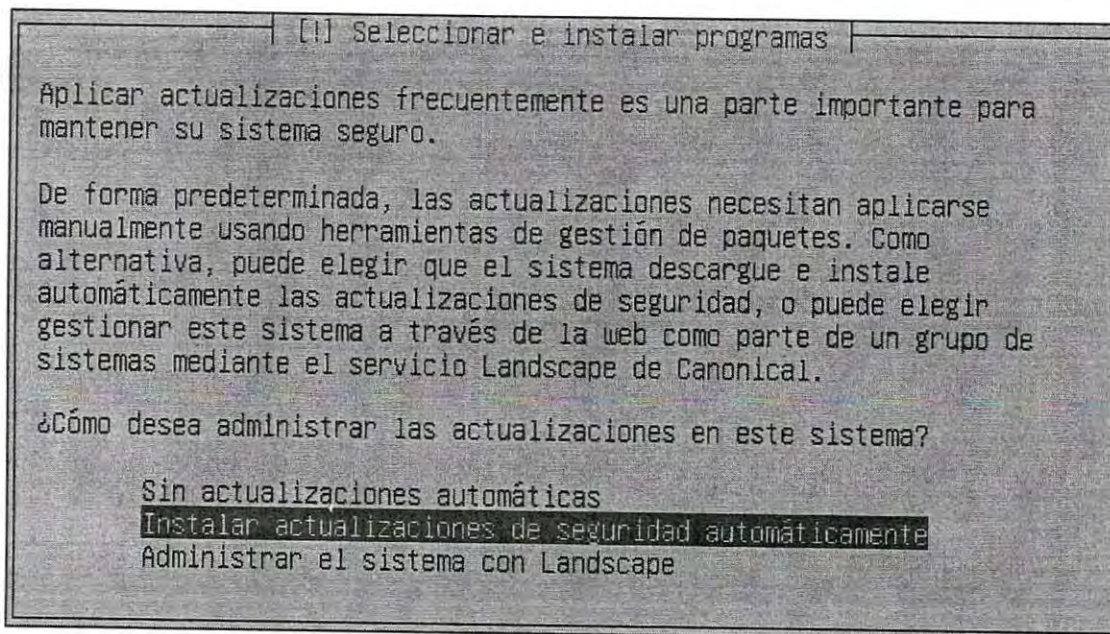 [!] Seleccionar e instalar programas
Aplicar actualizaciones frecuentemente es una parte importante para
mantener su sistema seguro.
De forma predeterminada, las actualizaciones necesitan aplicarse
manualmente usando herramientas de gestión de paquetes. Como
alternativa, puede elegir que el sistema descargue e instale
automáticamente las actualizaciones de seguridad, o puede elegir
gestionar este sistema a través de la web como parte de un grupo de
sistemas mediante el servicio Landscape de Canonical.
¿Cómo desea administrar las actualizaciones en este sistema?
Sin actualizaciones automáticas
Instalar actualizaciones de seguridad automáticamente
Administrar el sistema con Landscape